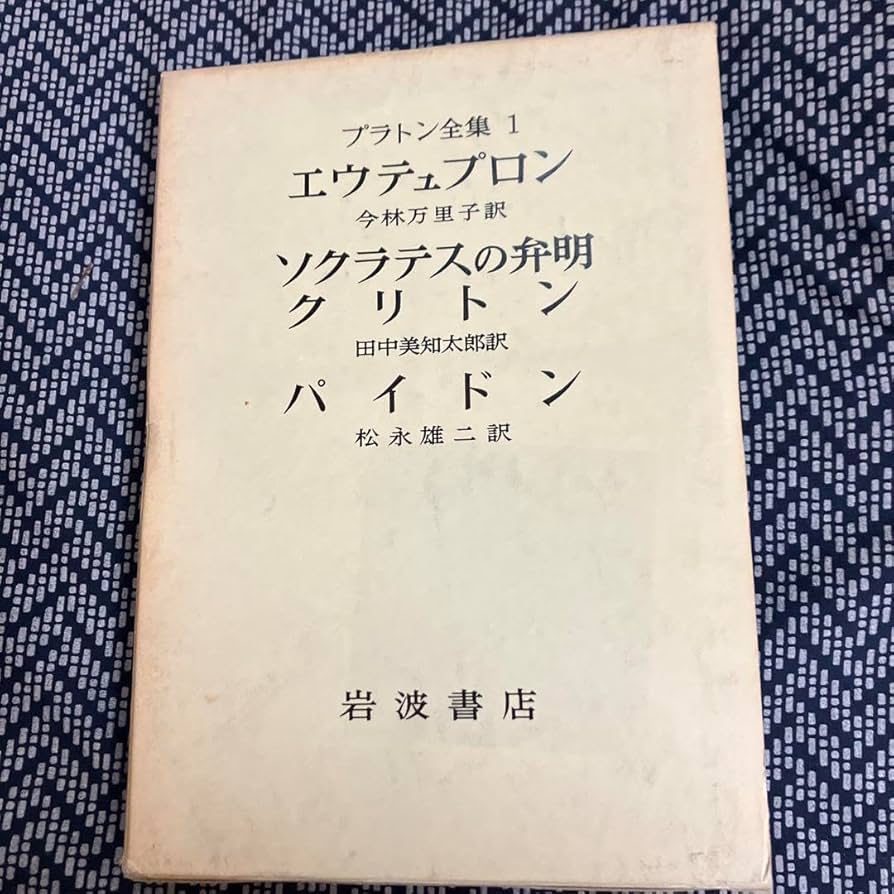 プラトン全集 1
エウテュプロン
今林万里子訳
ソクラテスの弁明
クリトン
田中美知太郎訳
パイドン
松永雄二訳
岩波書店